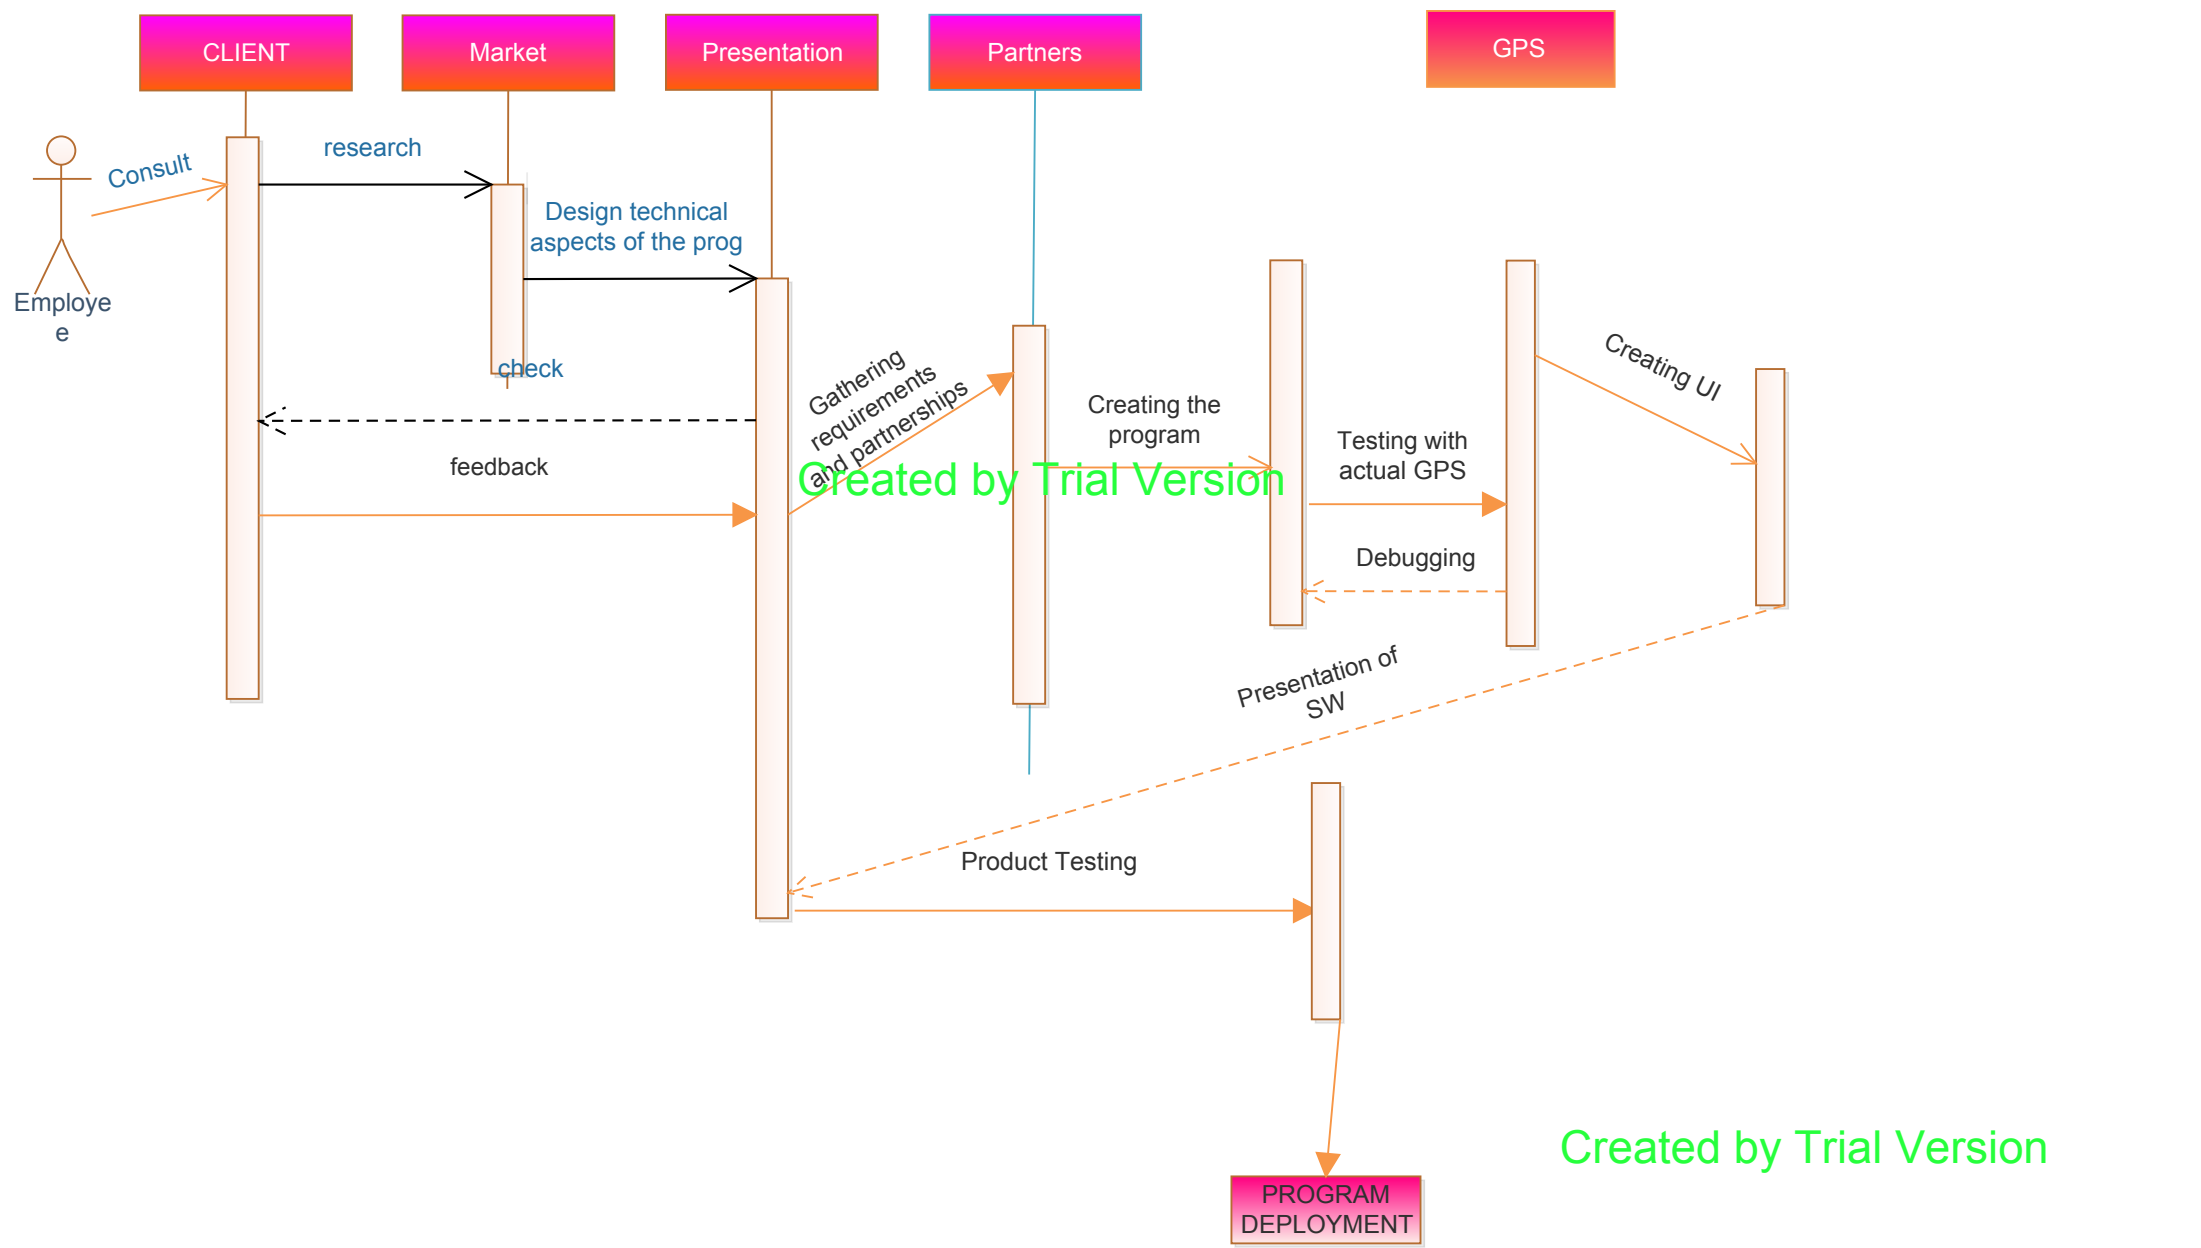 CLIENT
Market
Presentation
Partners
GPS
Consult
research
Design technical
aspects of the prog
Employe
e
check
feedback
Gathering
requirements
and partnerships
Creating the
program
Testing with
actual GPS
Creating UI
Created by Trial Version
Debugging
Presentation of
SW
Product Testing
Created by Trial Version
PROGRAM
DEPLOYMENT